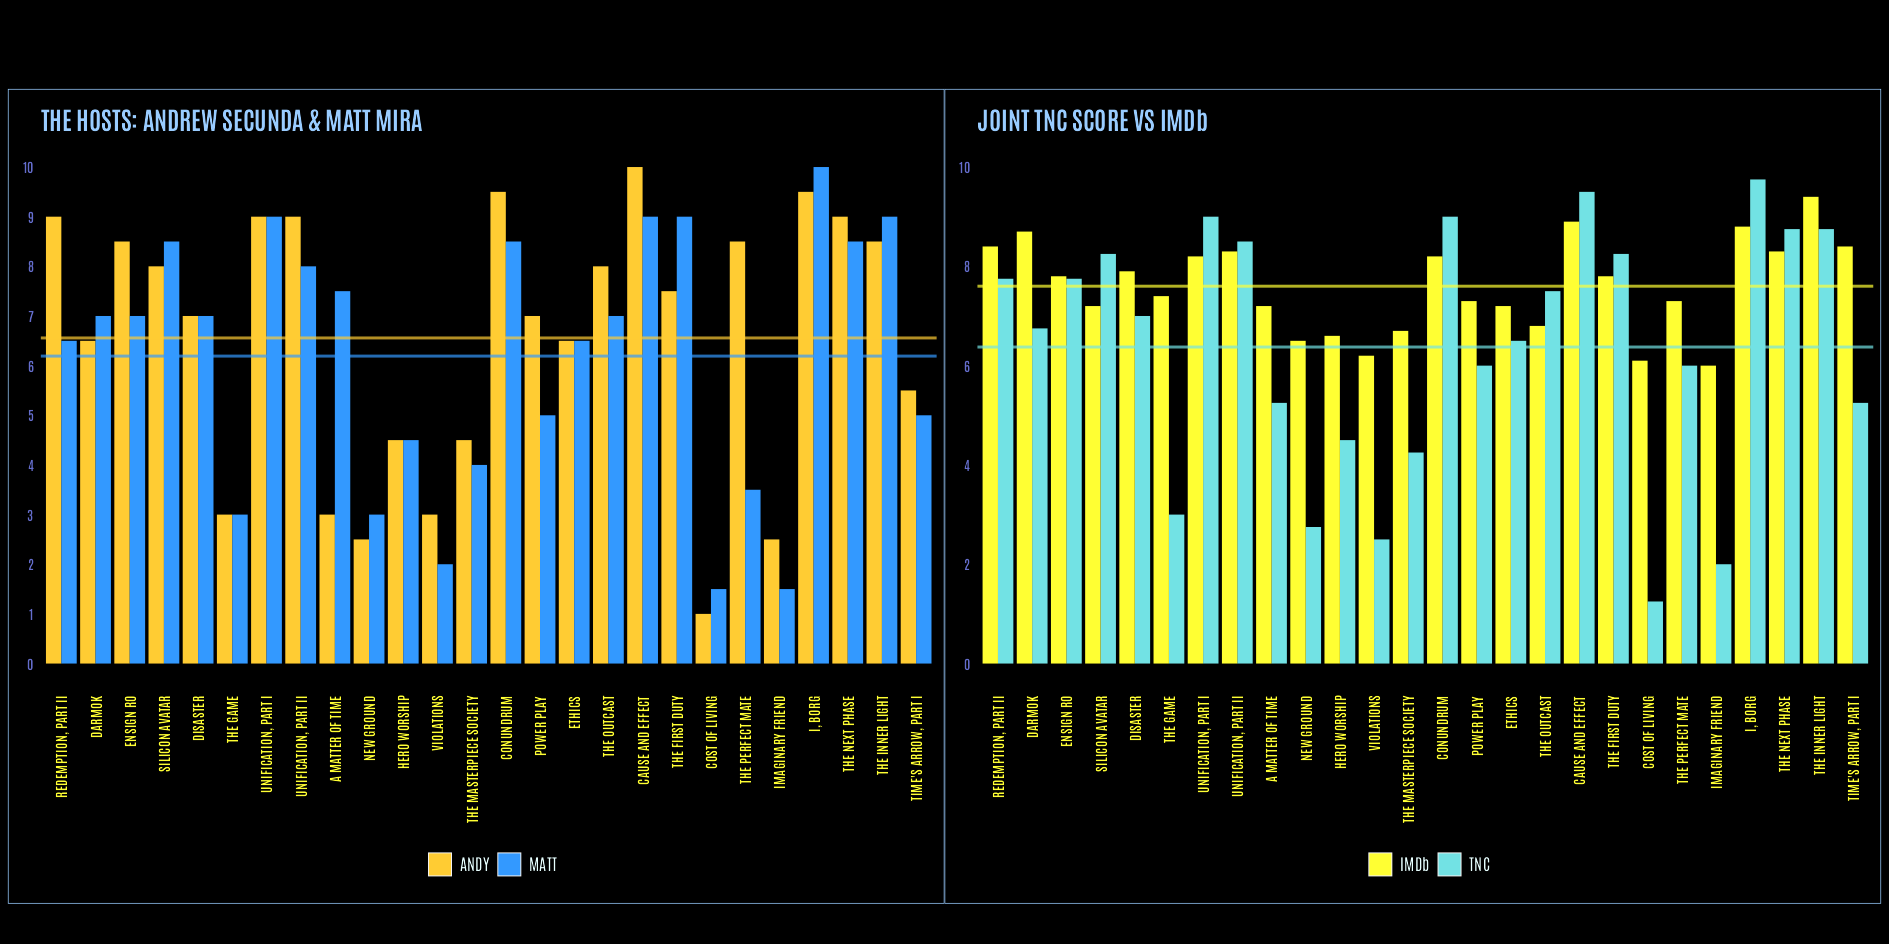 THE HOSTS: ANDREW SECUNDA & MATT MIRA
10
9
8
7
6
5
4
3
2
1
0
REDEMPTION, PART II
DARMOK
ENSIGN RO
SILICON AVATAR
DISASTER
THE GAME
UNIFICATION, PART I
UNIFICATION, PART II
A MATTER OF TIME
NEW GROUND
HERO WORSHIP
VIOLATIONS
THE MASTERPIECE SOCIETY
CONUNDRUM
POWER PLAY
ETHICS
THE OUTCAST
CAUSE AND EFFECT
THE FIRST DUTY
COST OF LIVING
THE PERFECT MATE
IMAGINARY FRIEND
I, BORG
THE NEXT PHASE
THE INNER LIGHT
TIME'S ARROW, PART I
ANDY MATT
JOINT TNC SCORE VS IMDb
10
8
6
4
2
0
REDEMPTION, PART II
DARMOK
ENSIGN RO
SILICON AVATAR
DISASTER
THE GAME
UNIFICATION, PART I
UNIFICATION, PART II
A MATTER OF TIME
NEW GROUND
HERO WORSHIP
VIOLATIONS
THE MASTERPIECE SOCIETY
CONUNDRUM
POWER PLAY
ETHICS
THE OUTCAST
CAUSE AND EFFECT
THE FIRST DUTY
COST OF LIVING
THE PERFECT MATE
IMAGINARY FRIEND
I, BORG
THE NEXT PHASE
THE INNER LIGHT
TIME'S ARROW, PART I
IMDb TNC